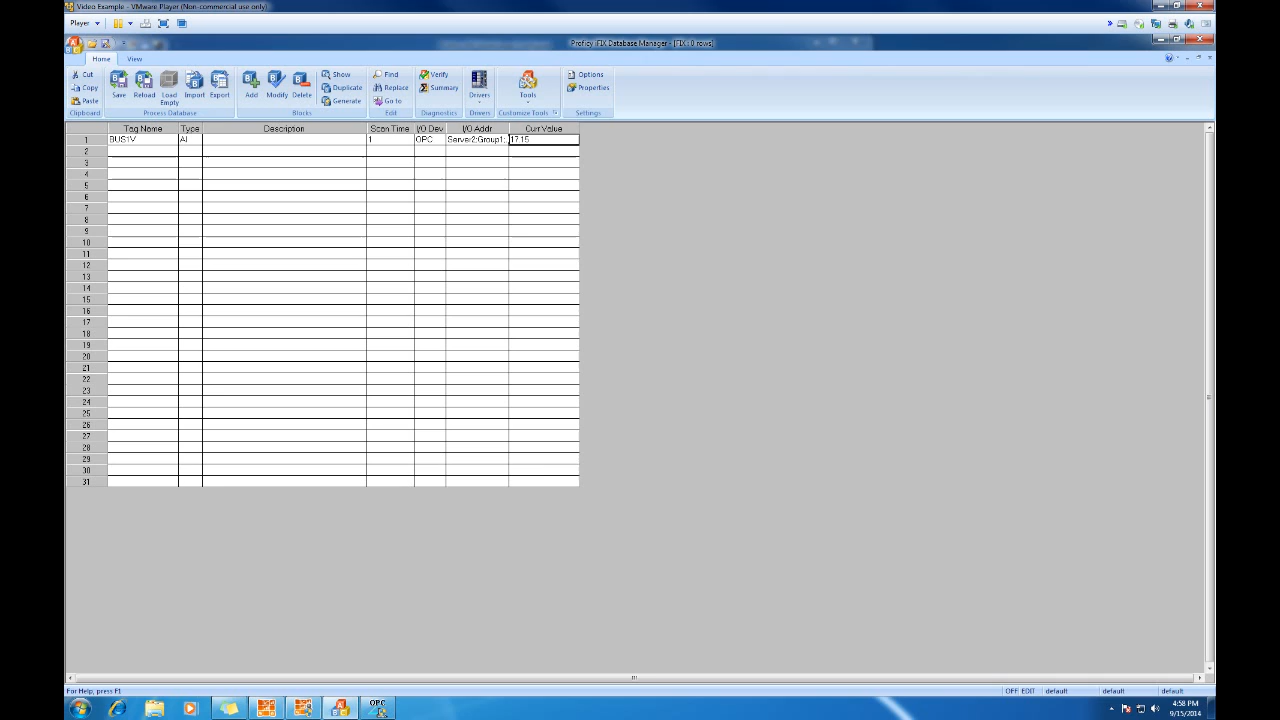 Video Example - VMware Player (Non-commercial use only)
Player
Proficy iFIX Database Manager - [FIX : 0 rows]
Home View
Cut
Copy
Paste
Clipboard
Save Reload Load Empty Import Export
Process Database
Add Modify Delete
Show
Duplicate
Generate
Blocks
Find
Replace
Go to
Edit
Verify
Summary
Diagnostics
Drivers
Drivers
Tools
Customize Tools
Options
Properties
Settings
Tag Name Type Description Scan Time I/O Dev I/O Addr Curr Value
1 BUS1V AI 1 OPC Server2;Group1; 17.15
2
3
4
5
6
7
8
9
10
11
12
13
14
15
16
17
18
19
20
21
22
23
24
25
26
27
28
29
30
31
For Help, press F1
OFF EDIT default default default
OPC
4:58 PM
9/15/2014